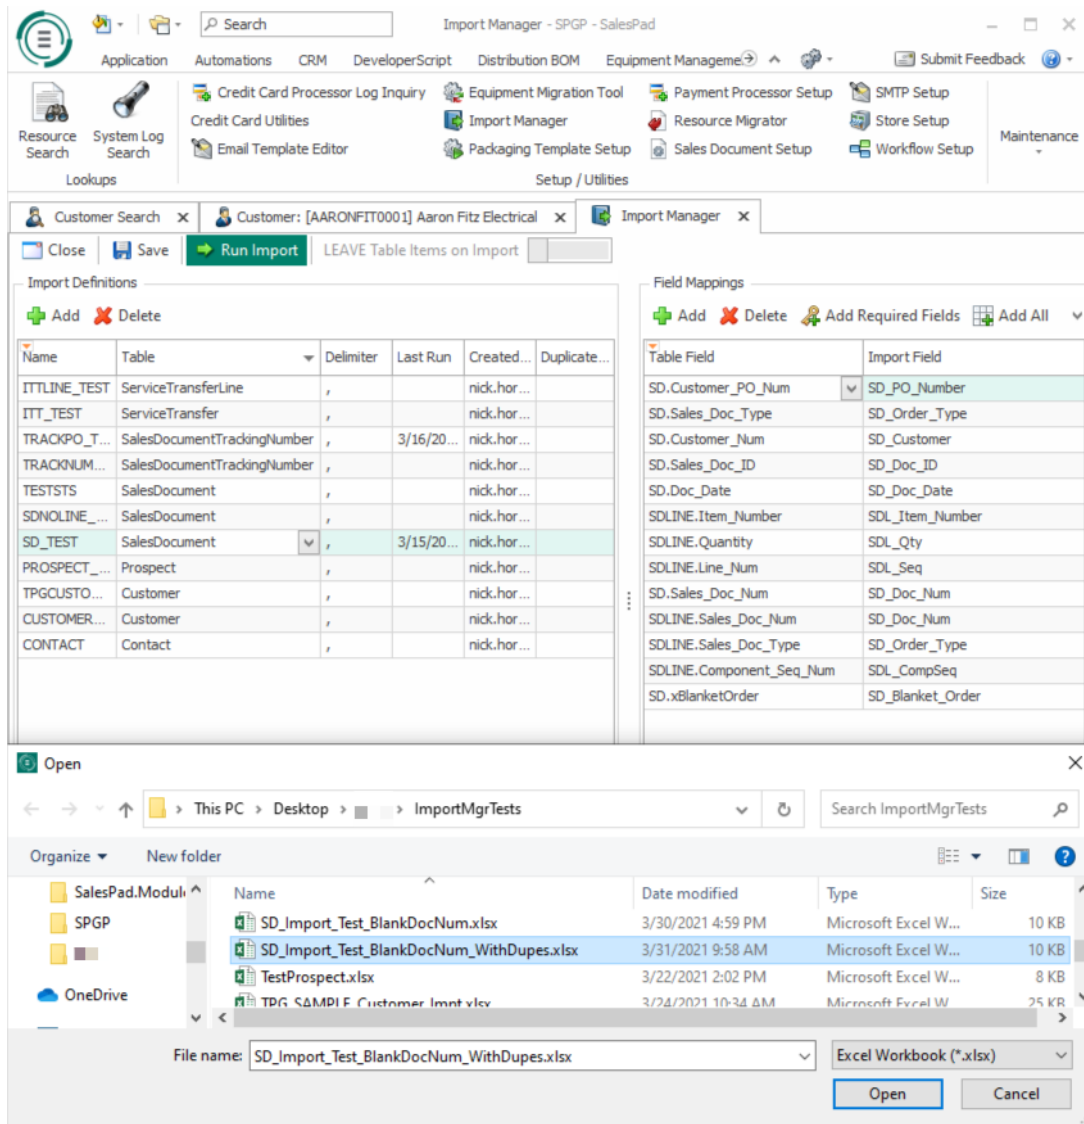 Search
Import Manager - SPGP - SalesPad
Application Automations CRM DeveloperScript Distribution BOM Equipment Manageme Submit Feedback
Credit Card Processor Log Inquiry Equipment Migration Tool Payment Processor Setup SMTP Setup
Resource Search System Log Search Credit Card Utilities Import Manager Resource Migrator Store Setup Maintenance
Email Template Editor Packaging Template Setup Sales Document Setup Workflow Setup
Lookups Setup / Utilities
Customer Search Customer: [AARONFIT0001] Aaron Fitz Electrical Import Manager
Close Save Run Import LEAVE Table Items on Import
Import Definitions
Add Delete
Name Table Delimiter Last Run Created... Duplicate...
ITTLINE_TEST ServiceTransferLine , nick.hor...
ITT_TEST ServiceTransfer , nick.hor...
TRACKPO_T... SalesDocumentTrackingNumber , 3/16/20... nick.hor...
TRACKNUM... SalesDocumentTrackingNumber , nick.hor...
TESTSTS SalesDocument , nick.hor...
SDNOLINE_... SalesDocument , nick.hor...
SD_TEST SalesDocument , 3/15/20... nick.hor...
PROSPECT_... Prospect , nick.hor...
TPGCUSTO... Customer , nick.hor...
CUSTOMER... Customer , nick.hor...
CONTACT Contact , nick.hor...
Field Mappings
Add Delete Add Required Fields Add All
Table Field Import Field
SD.Customer_PO_Num SD_PO_Number
SD.Sales_Doc_Type SD_Order_Type
SD.Customer_Num SD_Customer
SD.Sales_Doc_ID SD_Doc_ID
SD.Doc_Date SD_Doc_Date
SDLINE.Item_Number SDL_Item_Number
SDLINE.Quantity SDL_Qty
SDLINE.Line_Num SDL_Seq
SD.Sales_Doc_Num SD_Doc_Num
SDLINE.Sales_Doc_Num SD_Doc_Num
SDLINE.Sales_Doc_Type SD_Order_Type
SDLINE.Component_Seq_Num SDL_CompSeq
SD.xBlanketOrder SD_Blanket_Order
Open
This PC > Desktop > > ImportMgrTests Search ImportMgrTests
Organize New folder
SalesPad.Modul
SPGP
OneDrive
Name Date modified Type Size
SD_Import_Test_BlankDocNum.xlsx 3/30/2021 4:59 PM Microsoft Excel W... 10 KB
SD_Import_Test_BlankDocNum_WithDupes.xlsx 3/31/2021 9:58 AM Microsoft Excel W... 10 KB
TestProspect.xlsx 3/22/2021 2:02 PM Microsoft Excel W... 8 KB
TPG_SAMPLE_Customer_Impt.xlsx 3/24/2021 10:34 AM Microsoft Excel W... 25 KB
File name: SD_Import_Test_BlankDocNum_WithDupes.xlsx Excel Workbook (*.xlsx)
Open Cancel